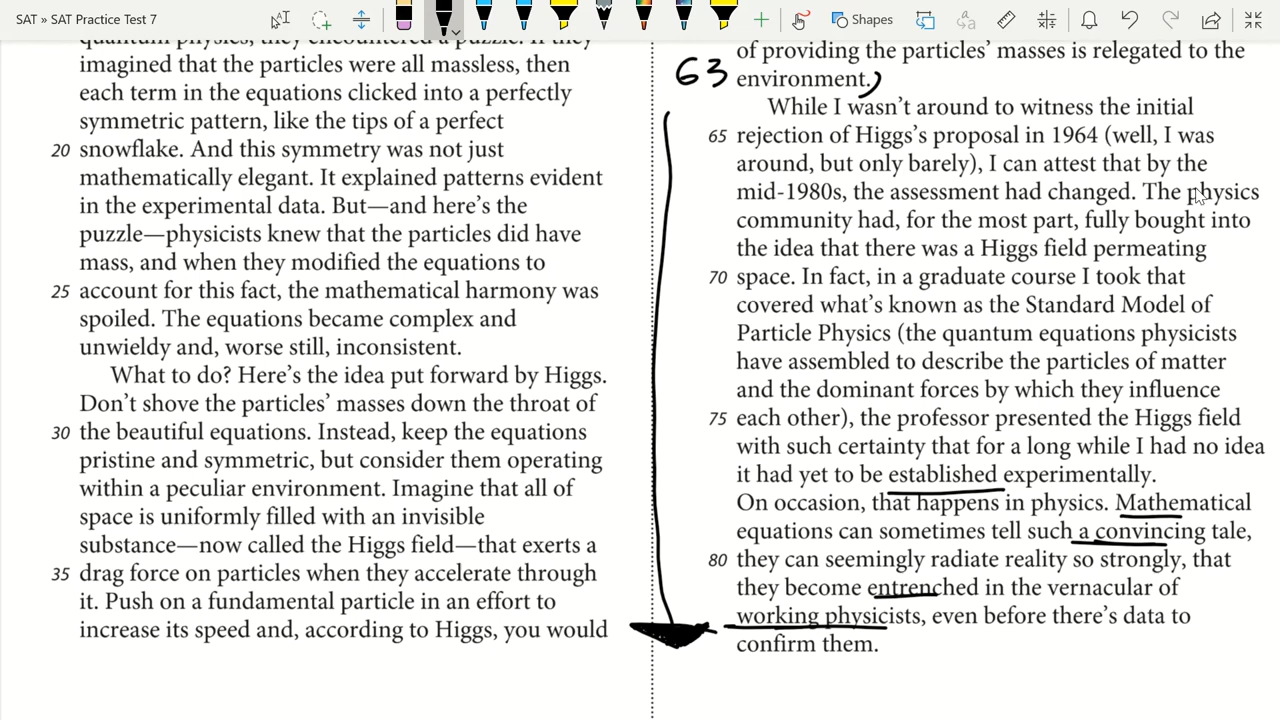 SAT » SAT Practice Test 7
Shapes
quantum physics, they encountered a puzzle. If they
imagined that the particles were all massless, then
each term in the equations clicked into a perfectly
symmetric pattern, like the tips of a perfect
20 snowflake. And this symmetry was not just
mathematically elegant. It explained patterns evident
in the experimental data. But—and here's the
puzzle—physicists knew that the particles did have
mass, and when they modified the equations to
25 account for this fact, the mathematical harmony was
spoiled. The equations became complex and
unwieldy and, worse still, inconsistent.
What to do? Here's the idea put forward by Higgs.
Don't shove the particles' masses down the throat of
30 the beautiful equations. Instead, keep the equations
pristine and symmetric, but consider them operating
within a peculiar environment. Imagine that all of
space is uniformly filled with an invisible
substance—now called the Higgs field—that exerts a
35 drag force on particles when they accelerate through
it. Push on a fundamental particle in an effort to
increase its speed and, according to Higgs, you would
of providing the particles' masses is relegated to the
63 environment.
While I wasn't around to witness the initial
65 rejection of Higgs's proposal in 1964 (well, I was
around, but only barely), I can attest that by the
mid-1980s, the assessment had changed. The physics
community had, for the most part, fully bought into
the idea that there was a Higgs field permeating
70 space. In fact, in a graduate course I took that
covered what's known as the Standard Model of
Particle Physics (the quantum equations physicists
have assembled to describe the particles of matter
and the dominant forces by which they influence
75 each other), the professor presented the Higgs field
with such certainty that for a long while I had no idea
it had yet to be established experimentally.
On occasion, that happens in physics. Mathematical
equations can sometimes tell such a convincing tale,
80 they can seemingly radiate reality so strongly, that
they become entrenched in the vernacular of
working physicists, even before there's data to
confirm them.